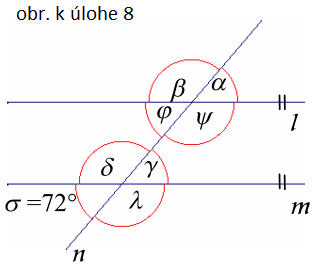 obr. k úlohe 8
β α
φ ψ
l
δ γ
σ =72° λ m
n